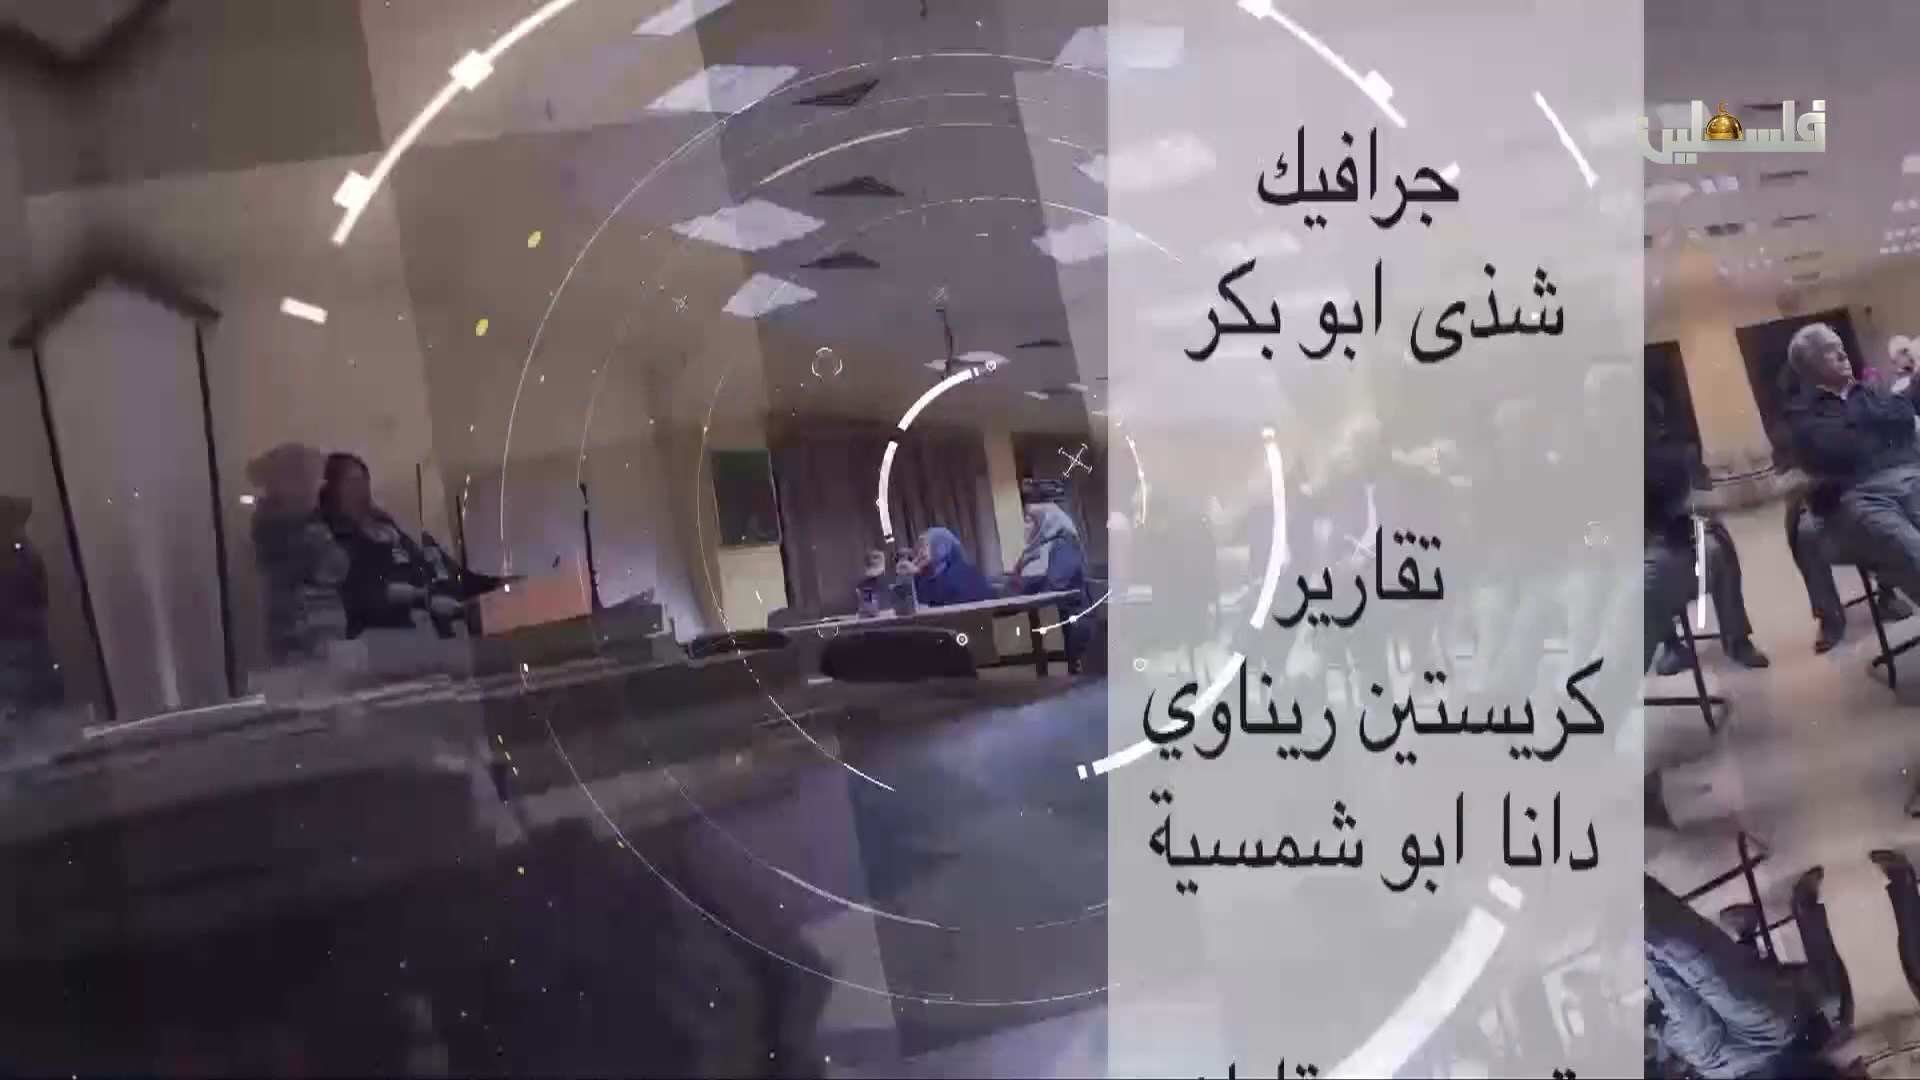 فلسطين
جرافيك
شذى ابو بكر
تقارير
كريستين ريناوي
دانا ابو شمسية